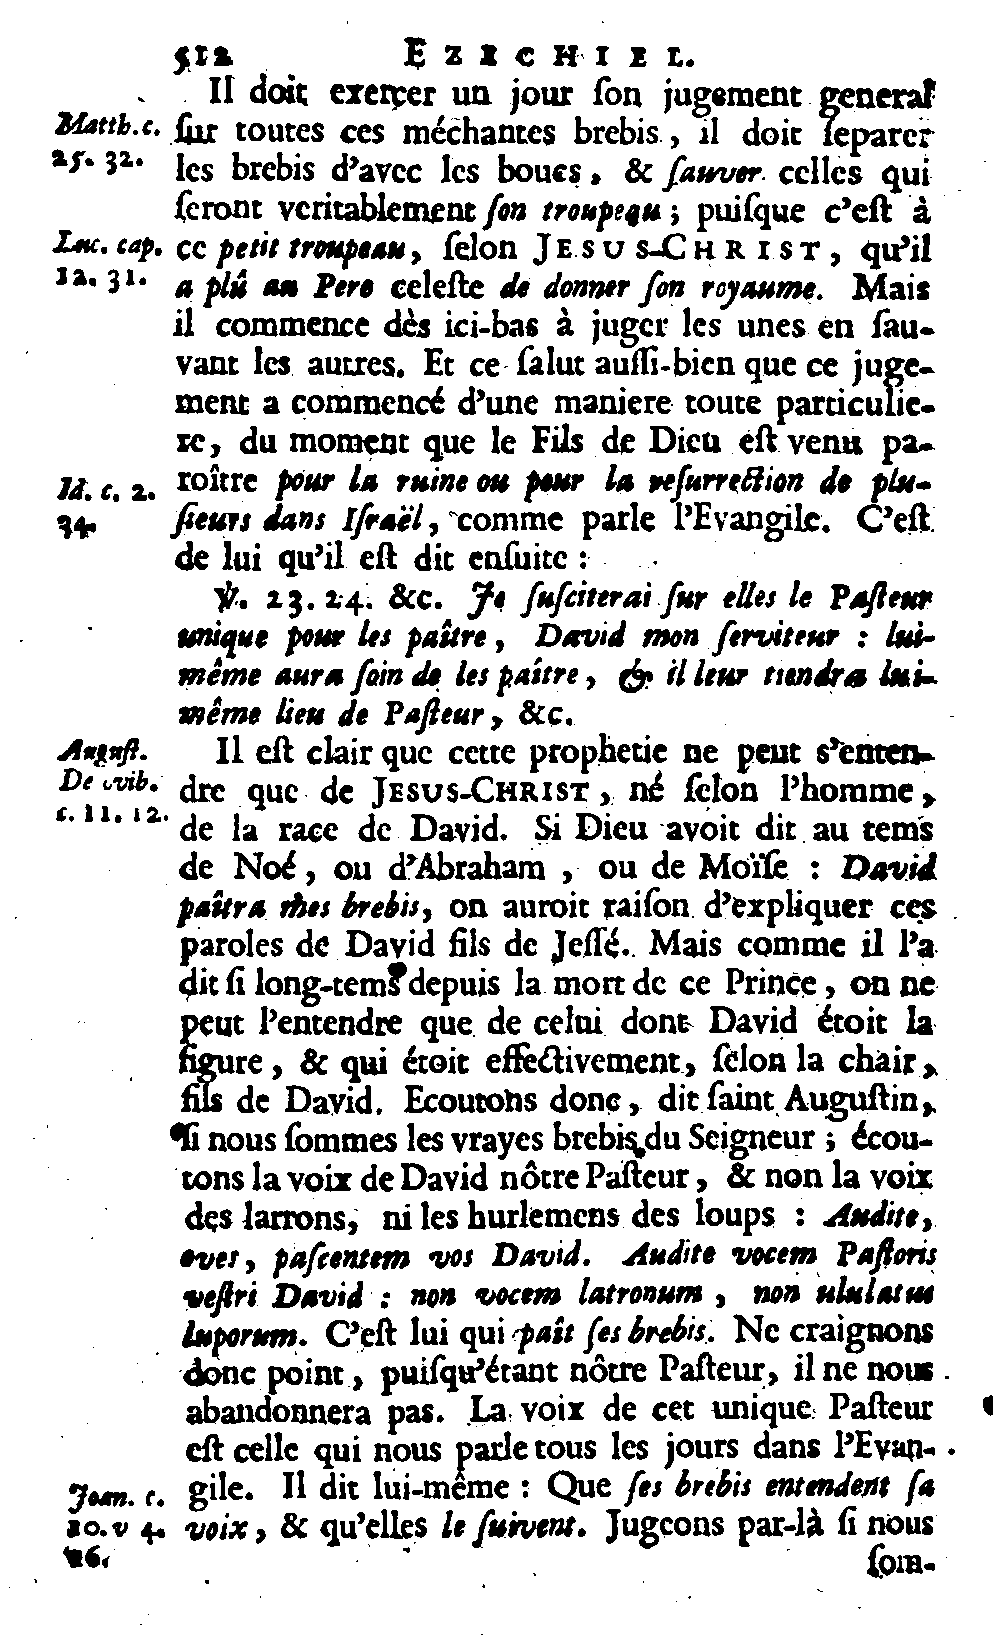 512 EZECHIEL.
Il doit exerçer un jour ſon jugement general
Matth. c. ſur toutes ces méchantes brebis, il doit ſeparer
25. 32. les brebis d'avec les boucs, & ſauver celles qui
ſeront veritablement ſon troupeau; puiſque c'eſt à
Luc. cap. ce petit troupeau, ſelon JESUS-CHRIST, qu'il
12. 31. a plû au Pere celeſte de donner ſon royaume. Mais
il commence dès ici-bas à juger les unes en ſau-
vant les autres. Et ce ſalut auſſi-bien que ce juge-
ment a commencé d'une maniere toute particulie-
re, du moment que le Fils de Dieu eſt venu pa-
Id. c. 2. roître pour la ruine ou pour la reſurrection de plu-
34. ſieurs dans Iſraël, comme parle l'Evangile. C'eſt
de lui qu'il eſt dit enſuite :
℣. 23. 24. &c. Je ſuſciterai ſur elles le Paſteur
unique pour les paître, David mon ſerviteur : lui-
même aura ſoin de les paître, & il leur tiendra lui-
même lieu de Paſteur, &c.
Auguſt. Il eſt clair que cette prophetie ne peut s'enten-
De ovib. dre que de JESUS-CHRIST, né ſelon l'homme,
c. 11. 12. de la race de David. Si Dieu avoit dit au tems
de Noé, ou d'Abraham, ou de Moïſe : David
paîtra mes brebis, on auroit raiſon d'expliquer ces
paroles de David fils de Jeſſé. Mais comme il l'a
dit ſi long-tems depuis la mort de ce Prince, on ne
peut l'entendre que de celui dont David étoit la
figure, & qui étoit effectivement, ſelon la chair,
fils de David. Ecoutons donc, dit ſaint Auguſtin,
ſi nous ſommes les vrayes brebis du Seigneur; écou-
tons la voix de David nôtre Paſteur, & non la voix
des larrons, ni les hurlemens des loups : Audite,
oves, paſcentem vos David. Audite vocem Paſtoris
veſtri David : non vocem latronum, non ululatus
luporum. C'eſt lui qui paît ſes brebis. Ne craignons
donc point, puiſqu'étant nôtre Paſteur, il ne nous
abandonnera pas. La voix de cet unique Paſteur
eſt celle qui nous parle tous les jours dans l'Evan-
Joan. c. gile. Il dit lui-même : Que ſes brebis entendent ſa
10. v 4. voix, & qu'elles le ſuivent. Jugeons par-là ſi nous
26. ſom-